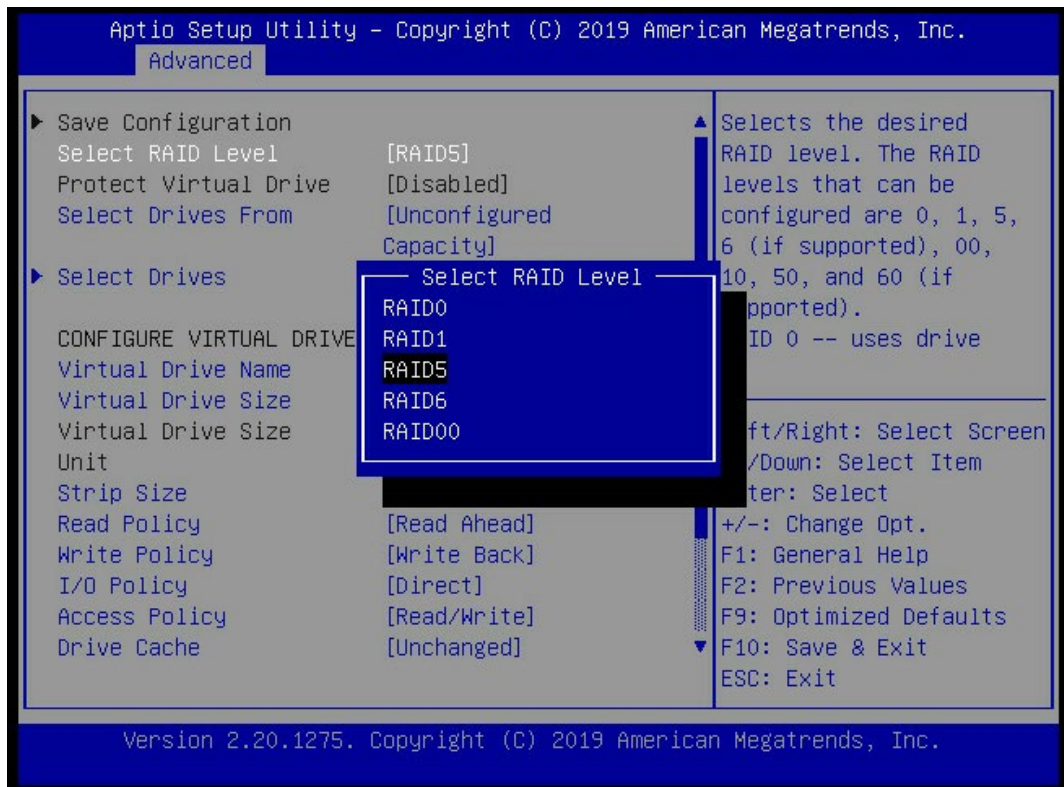 Aptio Setup Utility – Copyright (C) 2019 American Megatrends, Inc.
Advanced
Save Configuration
Select RAID Level [RAID5]
Protect Virtual Drive [Disabled]
Select Drives From [Unconfigured
Capacity]
Select Drives
CONFIGURE VIRTUAL DRIVE
Virtual Drive Name
Virtual Drive Size
Virtual Drive Size
Unit
Strip Size
Read Policy [Read Ahead]
Write Policy [Write Back]
I/O Policy [Direct]
Access Policy [Read/Write]
Drive Cache [Unchanged]
Select RAID Level
RAID0
RAID1
RAID5
RAID6
RAID00
Selects the desired
RAID level. The RAID
levels that can be
configured are 0, 1, 5,
6 (if supported), 00,
10, 50, and 60 (if
pported).
ID 0 -- uses drive
ft/Right: Select Screen
/Down: Select Item
ter: Select
+/-: Change Opt.
F1: General Help
F2: Previous Values
F9: Optimized Defaults
F10: Save & Exit
ESC: Exit
Version 2.20.1275. Copyright (C) 2019 American Megatrends, Inc.